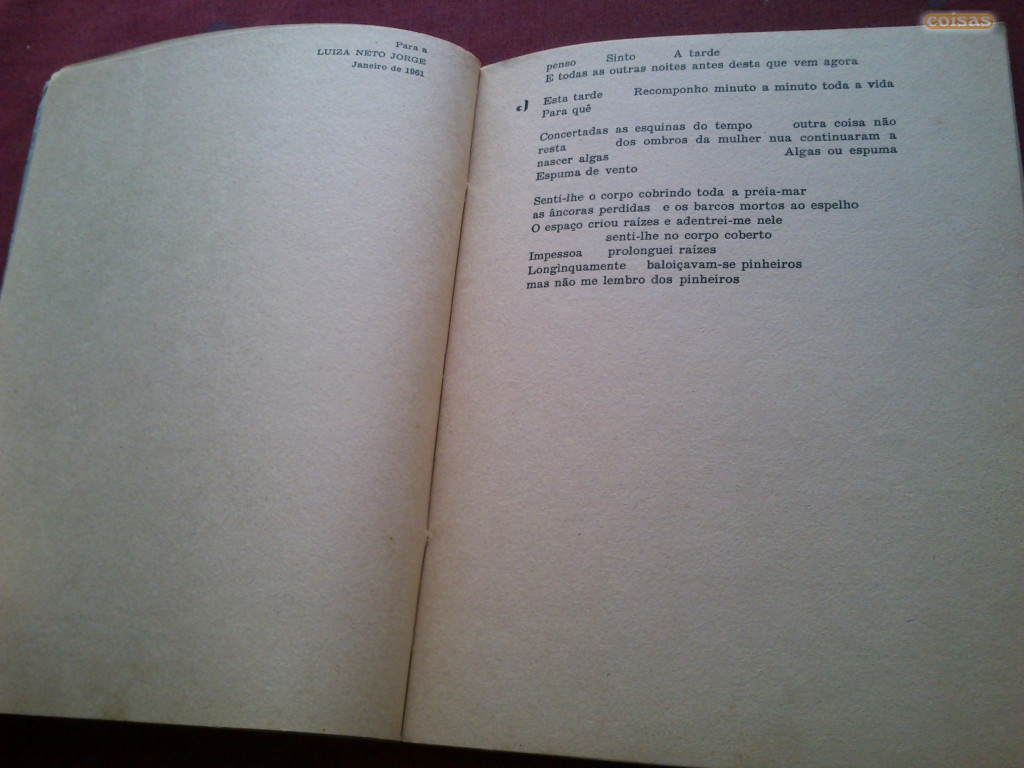 coisas
Para a
LUIZA NETO JORGE
Janeiro de 1961
penso Sinto A tarde
E todas as outras noites antes desta que vem agora
c) Esta tarde Recomponho minuto a minuto toda a vida
Para quê
Concertadas as esquinas do tempo outra coisa não
resta dos ombros da mulher nua continuaram a
nascer algas Algas ou espuma
Espuma de vento
Senti-lhe o corpo cobrindo toda a preia-mar
as âncoras perdidas e os barcos mortos ao espelho
O espaço criou raízes e adentrei-me nele
senti-lhe no corpo coberto
Impessoa prolonguei raízes
Longinquamente baloiçavam-se pinheiros
mas não me lembro dos pinheiros